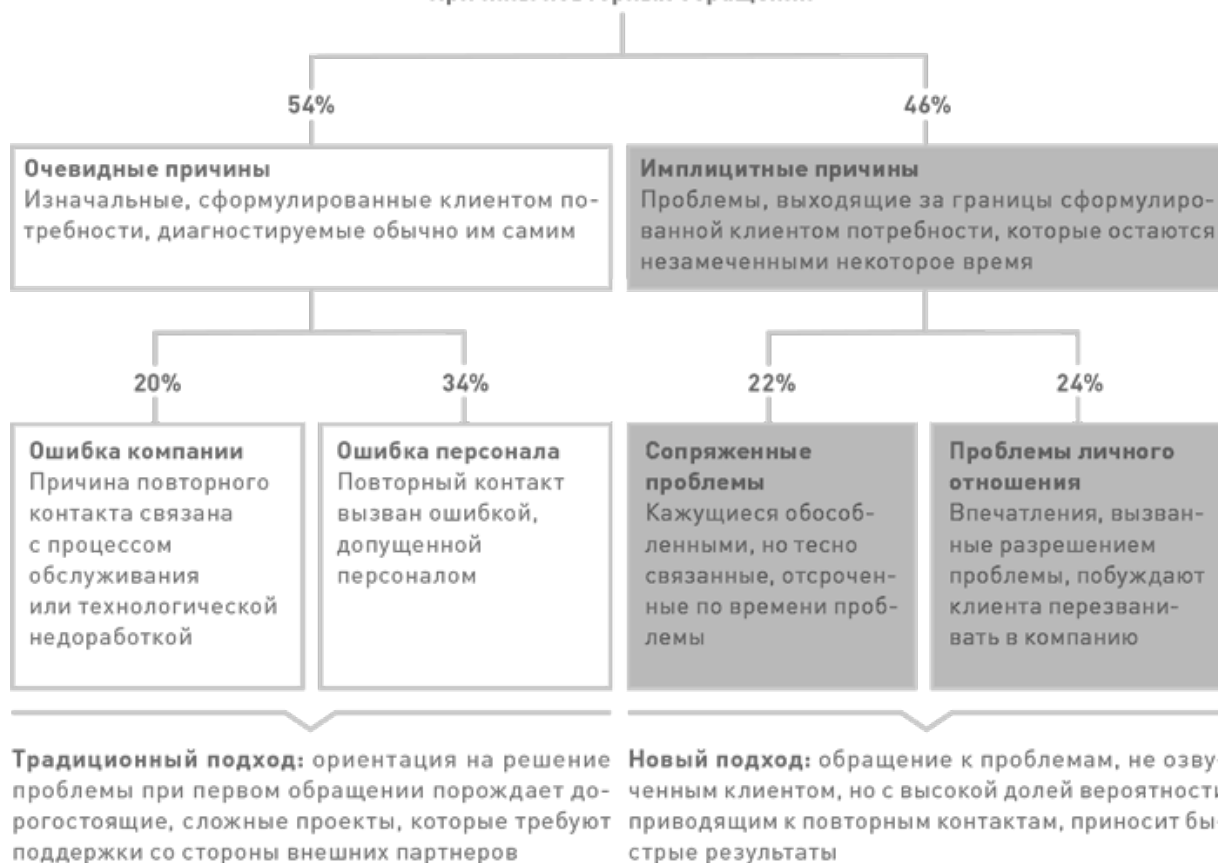 54%
46%
Очевидные причины
Изначальные, сформулированные клиентом по-
требности, диагностируемые обычно им самим
Имплицитные причины
Проблемы, выходящие за границы сформулиро-
ванной клиентом потребности, которые остаются
незамеченными некоторое время
20%
34%
22%
24%
Ошибка компании
Причина повторного
контакта связана
с процессом
обслуживания
или технологической
недоработкой
Ошибка персонала
Повторный контакт
вызван ошибкой,
допущенной
персоналом
Сопряженные
проблемы
Кажущиеся обособ-
ленными, но тесно
связанные, отсрочен-
ные по времени проб-
лемы
Проблемы личного
отношения
Впечатления, вызван-
ные разрешением
проблемы, побуждают
клиента перезвани-
вать в компанию
Традиционный подход: ориентация на решение
проблемы при первом обращении порождает до-
рогостоящие, сложные проекты, которые требуют
поддержки со стороны внешних партнеров
Новый подход: обращение к проблемам, не озву-
ченным клиентом, но с высокой долей вероятности
приводящим к повторным контактам, приносит бы-
стрые результаты